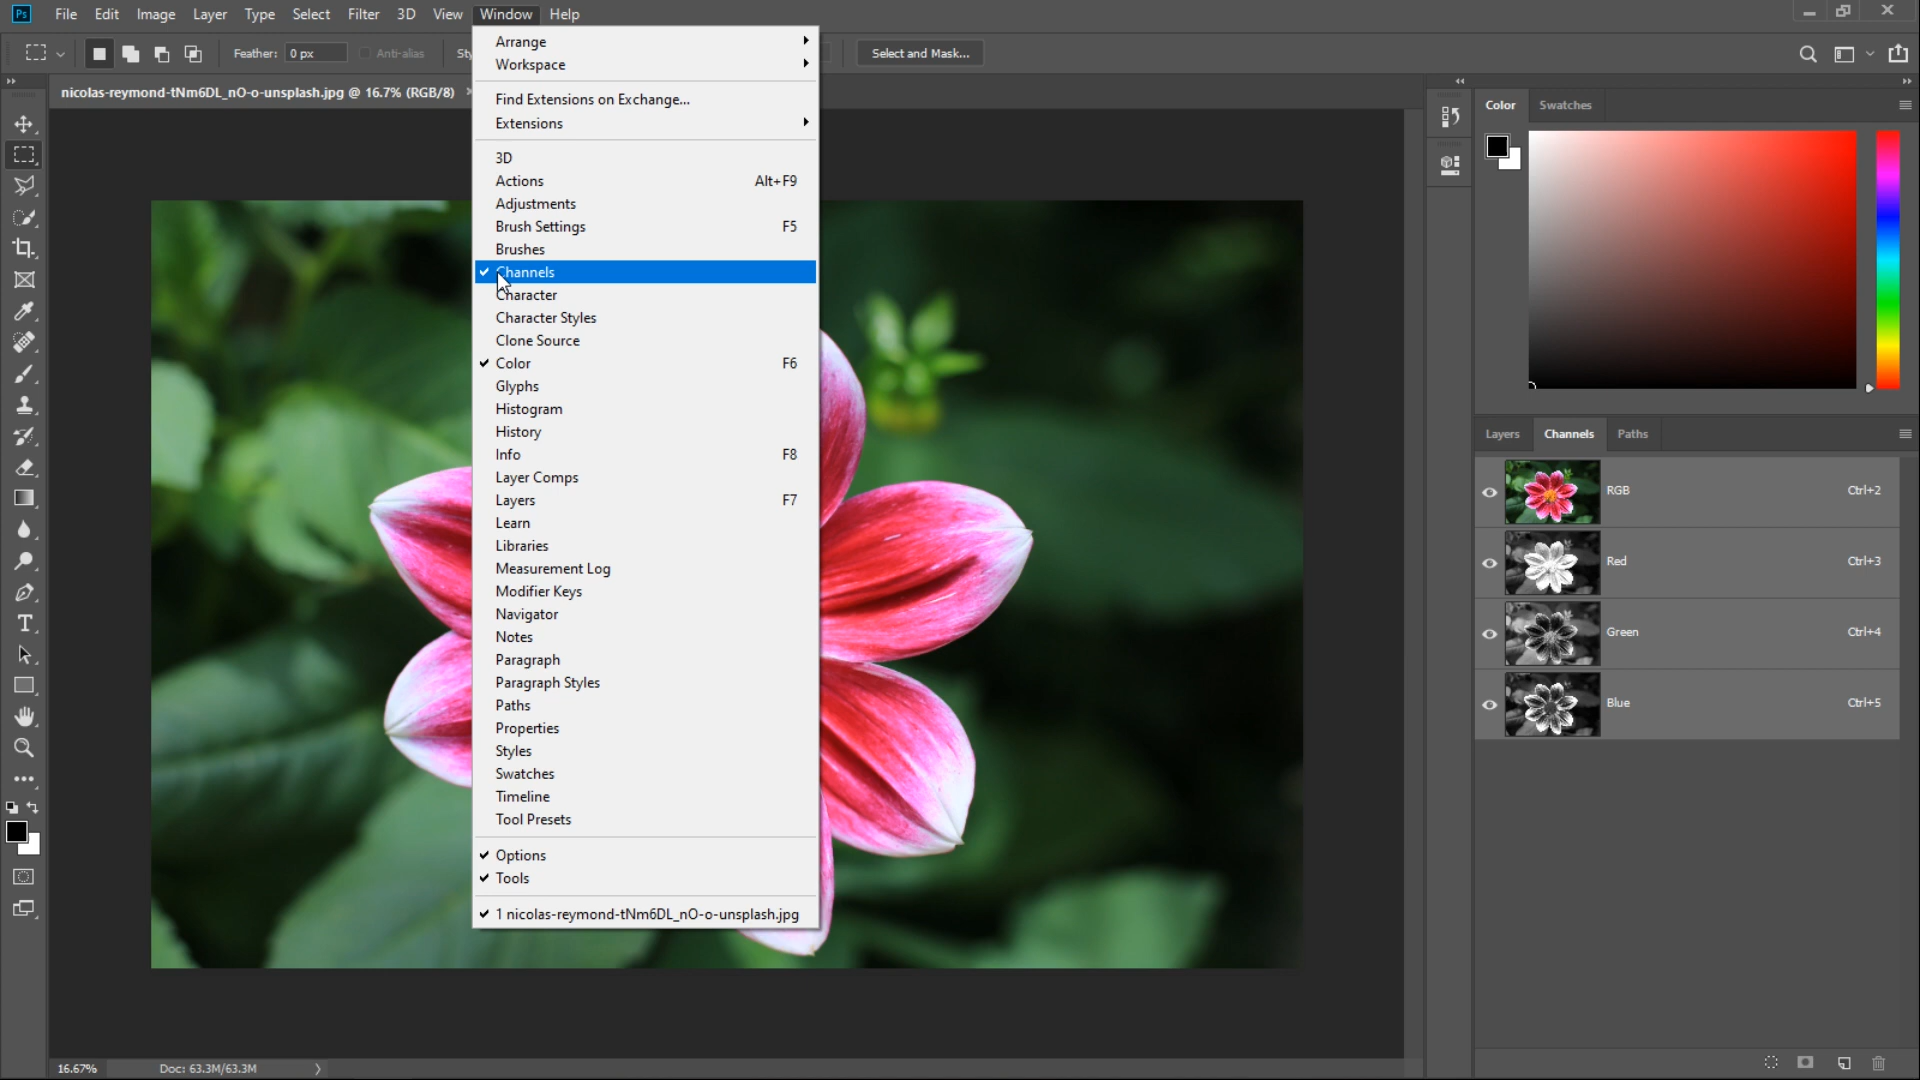 Ps File Edit Image Layer Type Select Filter 3D View Window Help
Feather: 0 px Anti-alias Sty Select and Mask...
nicolas-reymond-tNm6DL_nO-o-unsplash.jpg @ 16.7% (RGB/8)
Arrange
Workspace
Find Extensions on Exchange...
Extensions
3D
Actions Alt+F9
Adjustments
Brush Settings F5
Brushes
Channels
Character
Character Styles
Clone Source
Color F6
Glyphs
Histogram
History
Info F8
Layer Comps
Layers F7
Learn
Libraries
Measurement Log
Modifier Keys
Navigator
Notes
Paragraph
Paragraph Styles
Paths
Properties
Styles
Swatches
Timeline
Tool Presets
Options
Tools
1 nicolas-reymond-tNm6DL_nO-o-unsplash.jpg
Color Swatches
Layers Channels Paths
RGB Ctrl+2
Red Ctrl+3
Green Ctrl+4
Blue Ctrl+5
16.67% Doc: 63.3M/63.3M